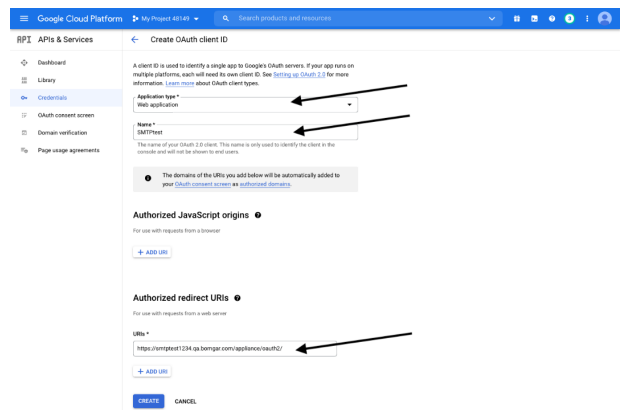 Google Cloud Platform
My Project 48149
Search products and resources
3
API APIs & Services
Create OAuth client ID
Dashboard
Library
Credentials
OAuth consent screen
Domain verification
Page usage agreements
A client ID is used to identify a single app to Google's OAuth servers. If your app runs on
multiple platforms, each will need its own client ID. See Setting up OAuth 2.0 for more
information. Learn more about OAuth client types.
Application type *
Web application
Name *
SMTPtest
The name of your OAuth 2.0 client. This name is only used to identify the client in the
console and will not be shown to end users.
The domains of the URIs you add below will be automatically added to
your OAuth consent screen as authorized domains.
Authorized JavaScript origins
For use with requests from a browser
+ ADD URI
Authorized redirect URIs
For use with requests from a web server
URIs *
https://smtptest1234.qa.bomgar.com/appliance/oauth2/
+ ADD URI
CREATE CANCEL